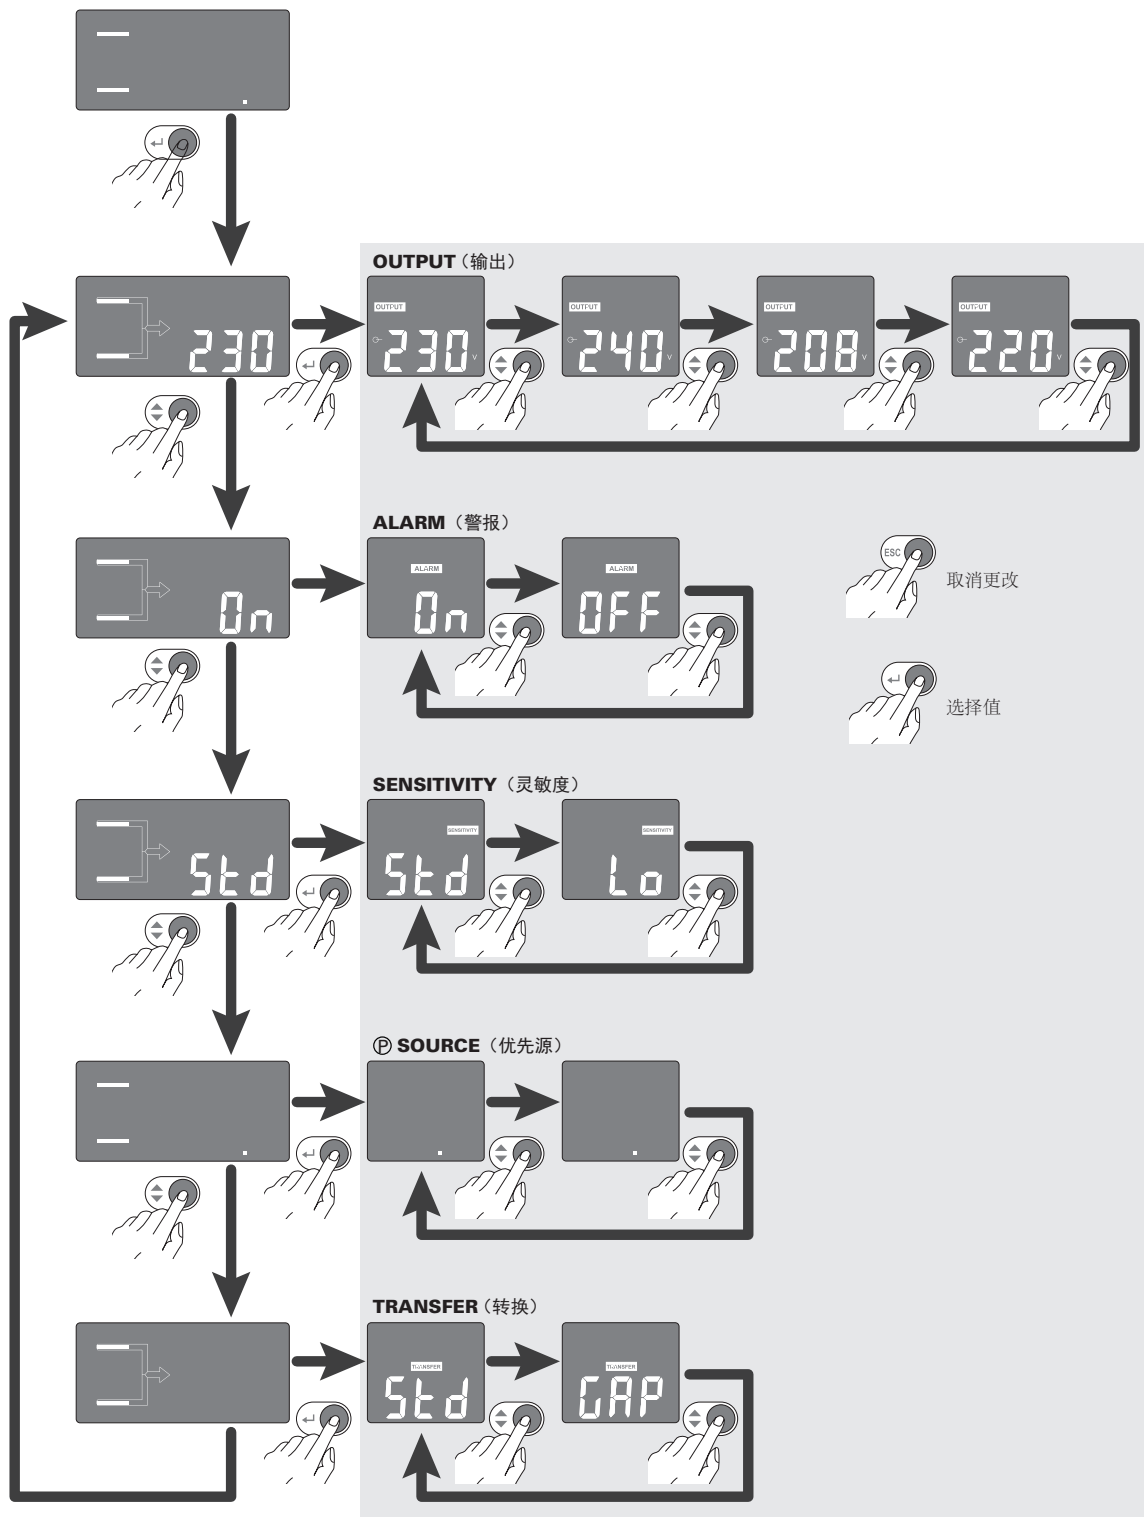 OUTPUT（输出）
230
OUTPUT
230 V
OUTPUT
240 V
OUTPUT
208 V
OUTPUT
220 V
ALARM（警报）
On
ALARM
On
ALARM
OFF
ESC
取消更改
选择值
SENSITIVITY（灵敏度）
Std
SENSITIVITY
Std
SENSITIVITY
Lo
Ⓟ SOURCE（优先源）
TRANSFER（转换）
TRANSFER
Std
TRANSFER
GAP